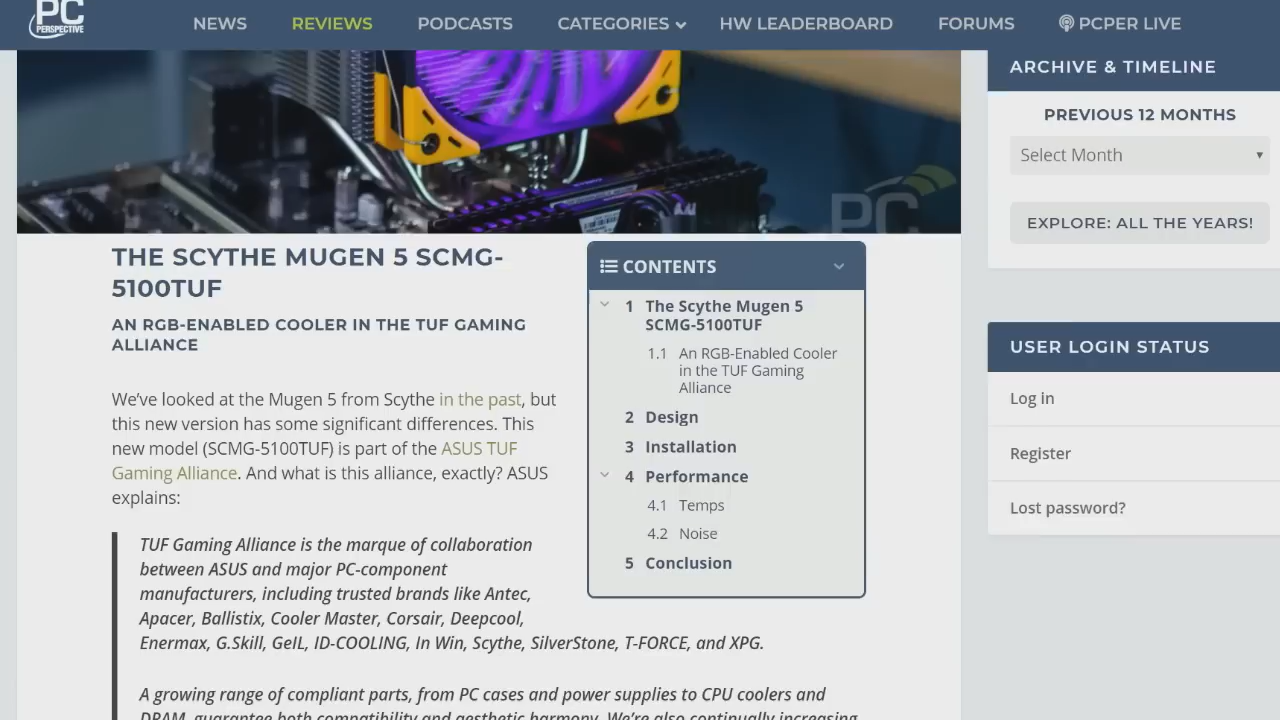 PC
PERSPECTIVE
NEWS
REVIEWS
PODCASTS
CATEGORIES
HW LEADERBOARD
FORUMS
PCPER LIVE
PC
THE SCYTHE MUGEN 5 SCMG-
5100TUF
AN RGB-ENABLED COOLER IN THE TUF GAMING
ALLIANCE
We've looked at the Mugen 5 from Scythe in the past, but
this new version has some significant differences. This
new model (SCMG-5100TUF) is part of the ASUS TUF
Gaming Alliance. And what is this alliance, exactly? ASUS
explains:
TUF Gaming Alliance is the marque of collaboration
between ASUS and major PC-component
manufacturers, including trusted brands like Antec,
Apacer, Ballistix, Cooler Master, Corsair, Deepcool,
Enermax, G.Skill, GeIL, ID-COOLING, In Win, Scythe, SilverStone, T-FORCE, and XPG.
A growing range of compliant parts, from PC cases and power supplies to CPU coolers and
DRAM, guarantee both compatibility and aesthetic harmony. We're also continually increasing
CONTENTS
1 The Scythe Mugen 5
SCMG-5100TUF
1.1 An RGB-Enabled Cooler
in the TUF Gaming
Alliance
2 Design
3 Installation
4 Performance
4.1 Temps
4.2 Noise
5 Conclusion
ARCHIVE & TIMELINE
PREVIOUS 12 MONTHS
Select Month
EXPLORE: ALL THE YEARS!
USER LOGIN STATUS
Log in
Register
Lost password?